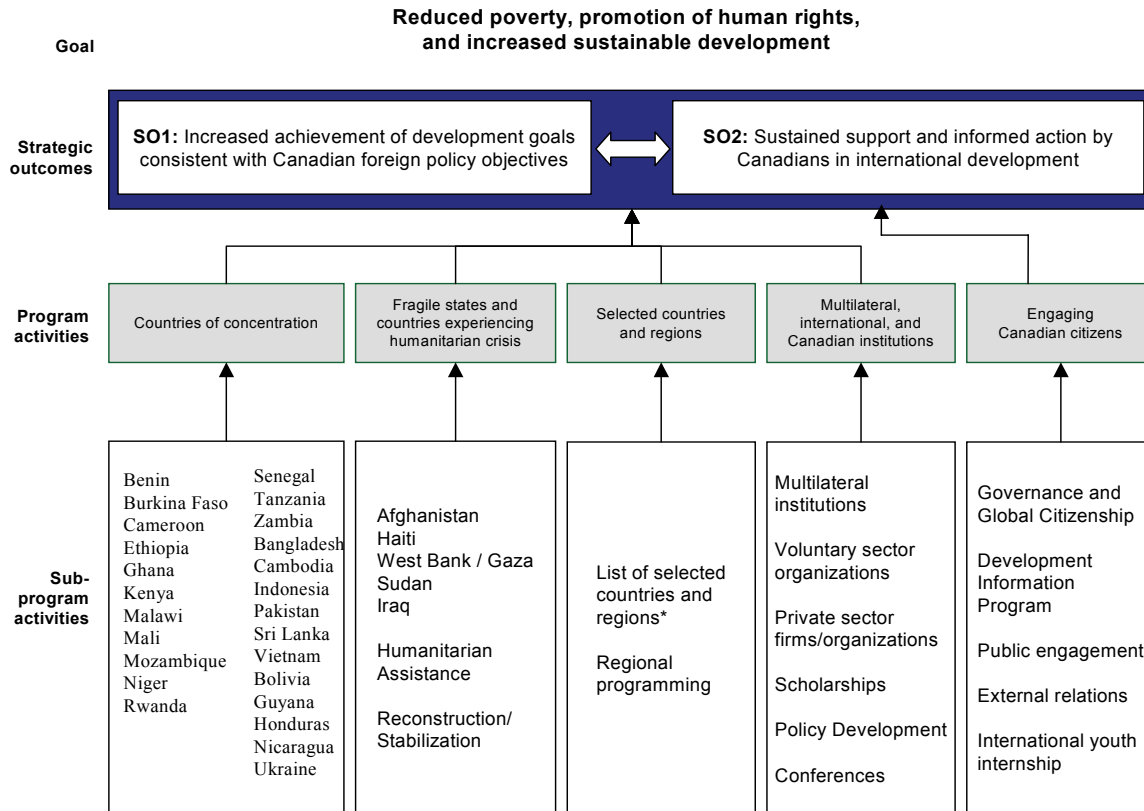 Goal
Reduced poverty, promotion of human rights,
and increased sustainable development
Strategic
outcomes
SO1: Increased achievement of development goals
consistent with Canadian foreign policy objectives
SO2: Sustained support and informed action by
Canadians in international development
Program
activities
Countries of concentration
Fragile states and
countries experiencing
humanitarian crisis
Selected countries
and regions
Multilateral,
international, and
Canadian institutions
Engaging
Canadian citizens
Sub-
program
activities
Benin
Burkina Faso
Cameroon
Ethiopia
Ghana
Kenya
Malawi
Mali
Mozambique
Niger
Rwanda
Senegal
Tanzania
Zambia
Bangladesh
Cambodia
Indonesia
Pakistan
Sri Lanka
Vietnam
Bolivia
Guyana
Honduras
Nicaragua
Ukraine
Afghanistan
Haiti
West Bank / Gaza
Sudan
Iraq
Humanitarian
Assistance
Reconstruction/
Stabilization
List of selected
countries and
regions*
Regional
programming
Multilateral
institutions
Voluntary sector
organizations
Private sector
firms/organizations
Scholarships
Policy Development
Conferences
Governance and
Global Citizenship
Development
Information
Program
Public engagement
External relations
International youth
internship